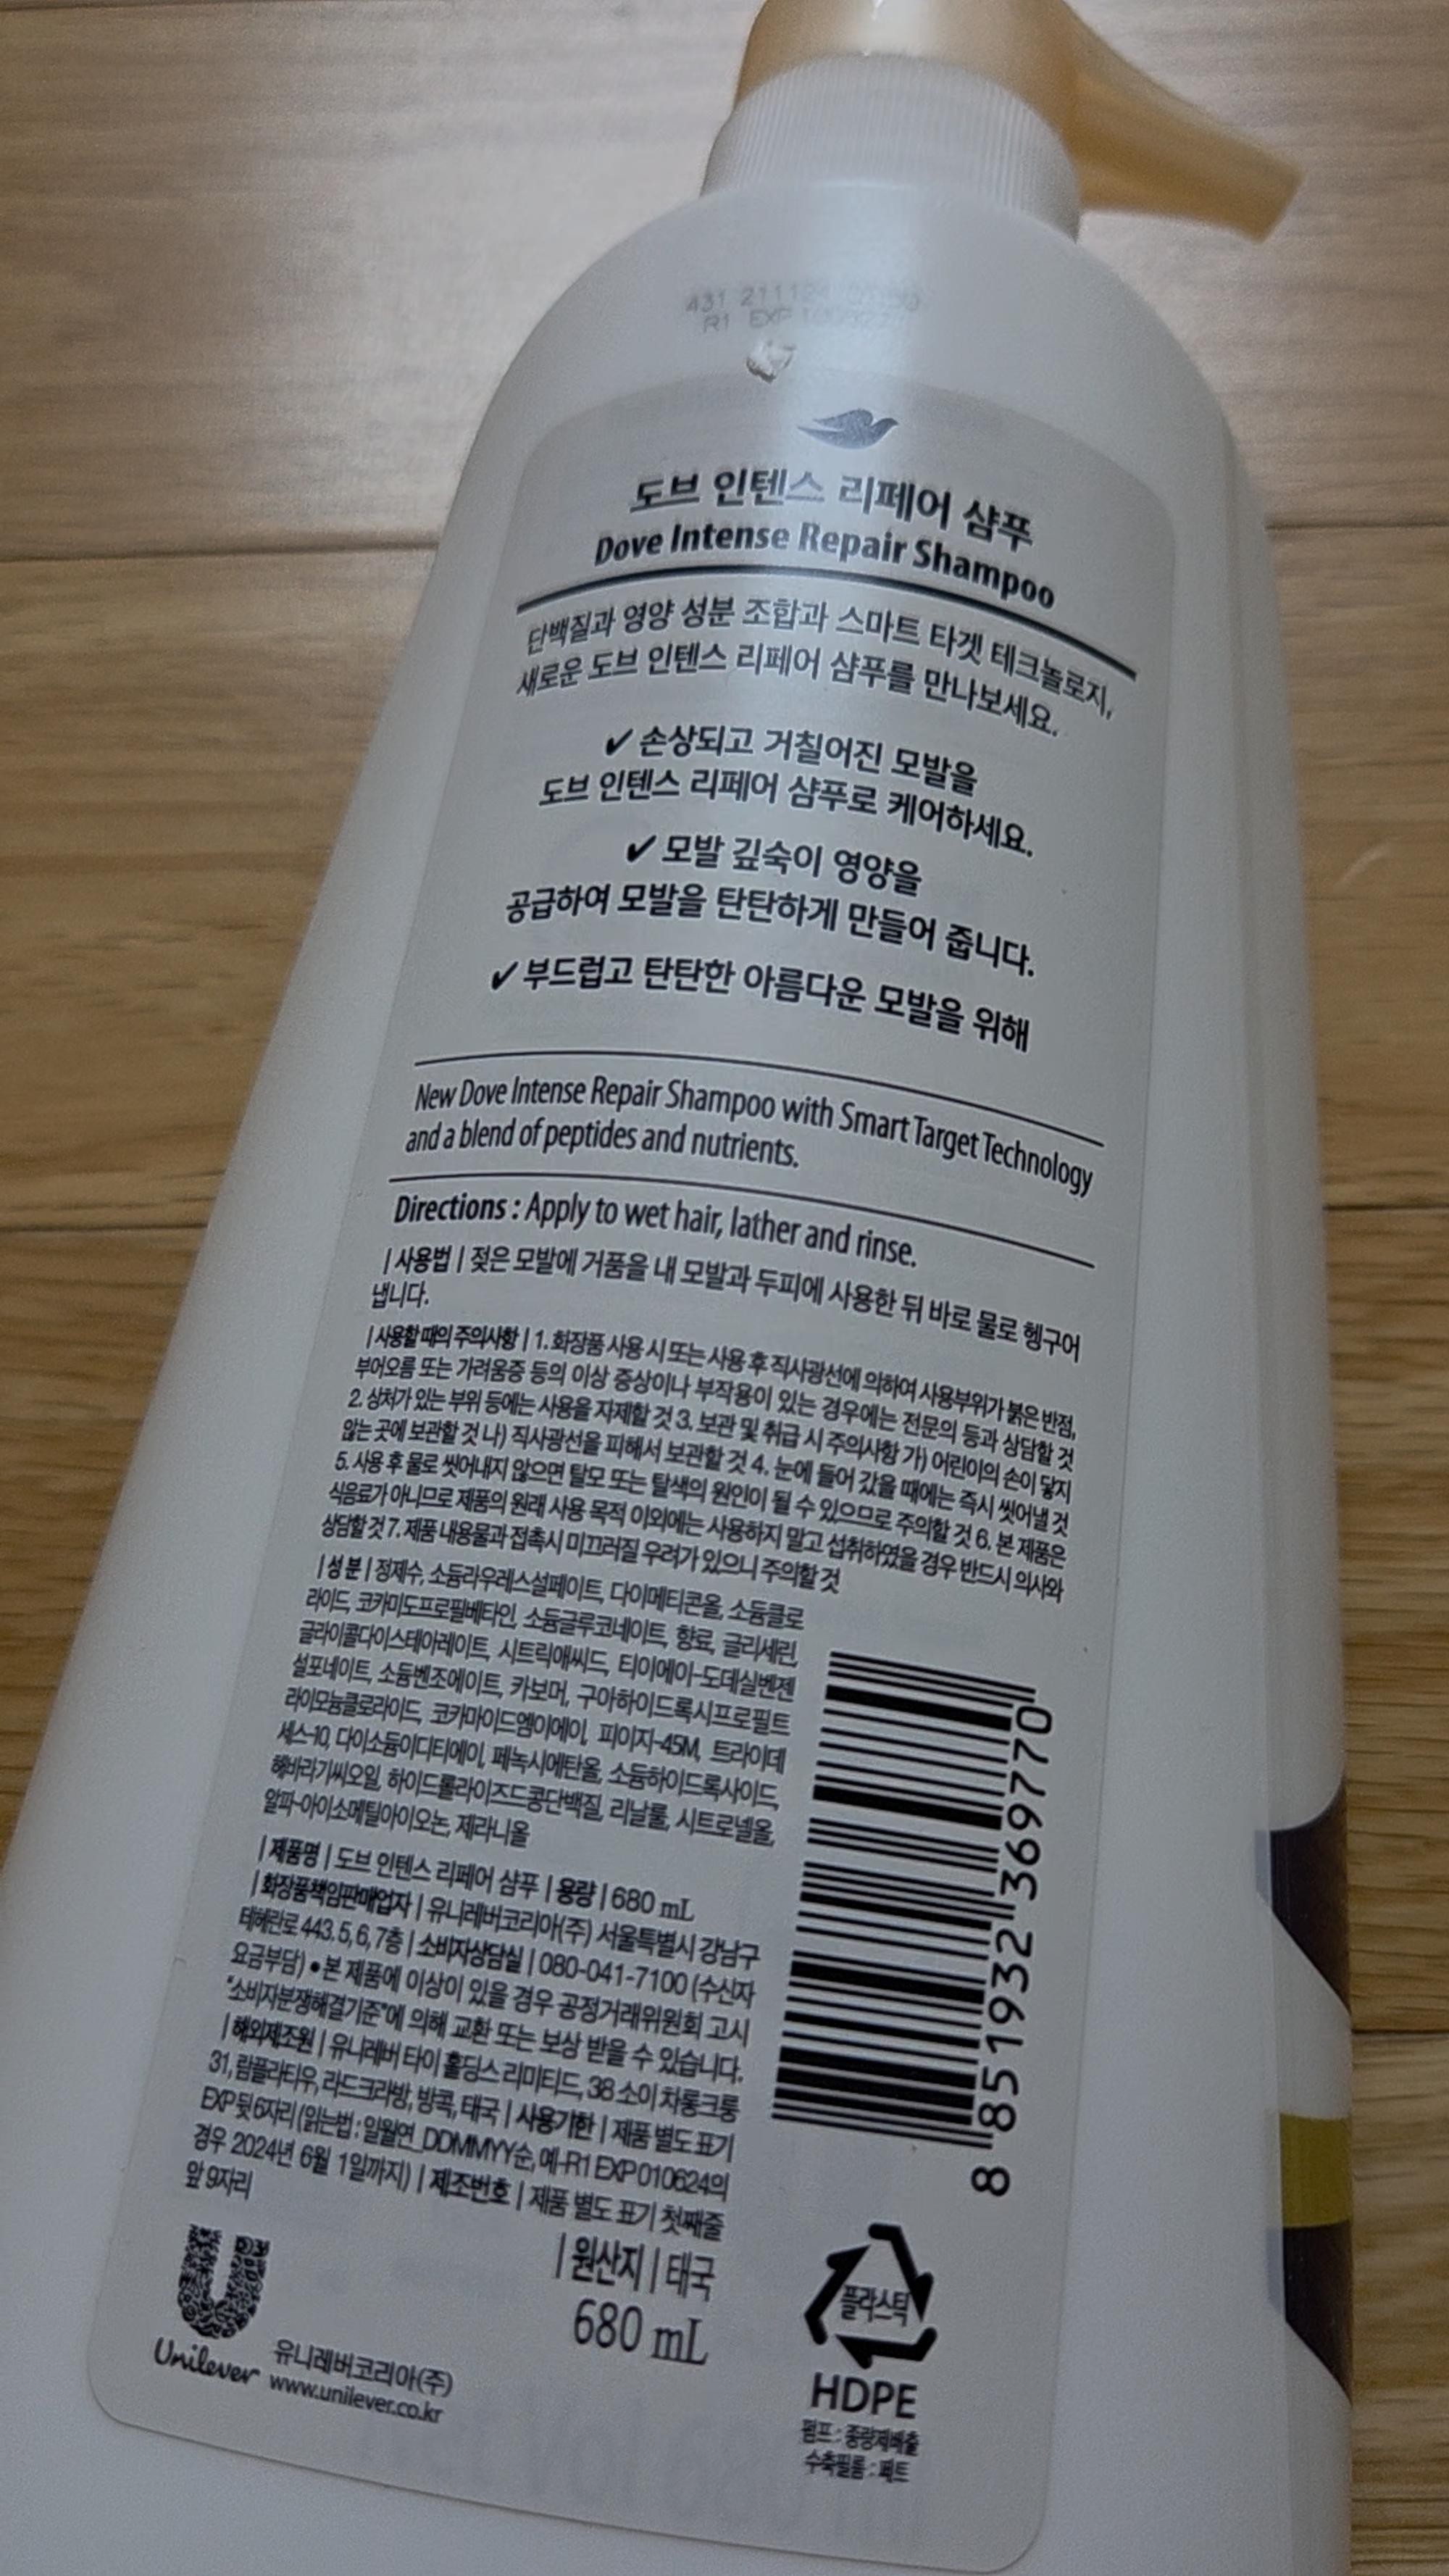 431 2111
R1 EXP
도브 인텐스 리페어 샴푸
Dove Intense Repair Shampoo
단백질과 영양 성분 조합과 스마트 타겟 테크놀로지,
새로운 도브 인텐스 리페어 샴푸를 만나보세요.
✔ 손상되고 거칠어진 모발을
도브 인텐스 리페어 샴푸로 케어하세요.
✔ 모발 깊숙이 영양을
공급하여 모발을 탄탄하게 만들어 줍니다.
✔ 부드럽고 탄탄한 아름다운 모발을 위해
New Dove Intense Repair Shampoo with Smart Target Technology
and a blend of peptides and nutrients.
Directions : Apply to wet hair, lather and rinse.
| 사용법 | 젖은 모발에 거품을 내 모발과 두피에 사용한 뒤 바로 물로 헹구어
냅니다.
| 사용할 때의 주의사항 | 1. 화장품 사용 시 또는 사용 후 직사광선에 의하여 사용부위가 붉은 반점,
부어오름 또는 가려움증 등의 이상 증상이나 부작용이 있는 경우에는 전문의 등과 상담할 것
2. 상처가 있는 부위 등에는 사용을 자제할 것 3. 보관 및 취급 시 주의사항 가) 어린이의 손이 닿지
않는 곳에 보관할 것 나) 직사광선을 피해서 보관할 것 4. 눈에 들어 갔을 때에는 즉시 씻어낼 것
5. 사용 후 물로 씻어내지 않으면 탈모 또는 탈색의 원인이 될 수 있으므로 주의할 것 6. 본 제품은
식음료가 아니므로 제품의 원래 사용 목적 이외에는 사용하지 말고 섭취하였을 경우 반드시 의사와
상담할 것 7. 제품 내용물과 접촉시 미끄러질 우려가 있으니 주의할 것
| 성 분 | 정제수, 소듐라우레스설페이트, 다이메티콘올, 소듐클로
라이드, 코카미도프로필베타인, 소듐글루코네이트, 향료, 글리세린,
글라이콜다이스테아레이트, 시트릭애씨드, 티이에이-도데실벤젠
설포네이트, 소듐벤조에이트, 카보머, 구아하이드록시프로필트
라이모늄클로라이드, 코카마이드엠이에이, 피이지-45M, 트라이데
세스-10, 다이소듐이디티에이, 페녹시에탄올, 소듐하이드록사이드,
해바라기씨오일, 하이드롤라이즈드콩단백질, 리날룰, 시트로넬올,
알파-아이소메틸아이오논, 제라니올
| 제품명 | 도브 인텐스 리페어 샴푸 | 용량 | 680 mL
| 화장품책임판매업자 | 유니레버코리아(주) 서울특별시 강남구
테헤란로 443. 5, 6, 7층 | 소비자상담실 | 080-041-7100 (수신자
요금부담) • 본 제품에 이상이 있을 경우 공정거래위원회 고시
"소비자분쟁해결기준"에 의해 교환 또는 보상 받을 수 있습니다.
| 해외제조원 | 유니레버 타이 홀딩스 리미티드, 38 소이 차롱크룽
31, 람플라티우, 라드크라방, 방콕, 태국 | 사용기한 | 제품 별도 표기
EXP 뒷 6자리 (읽는법 : 일월연_DDMMYY순, 예-R1 EXP 010624의
경우 2024년 6월 1일까지) | 제조번호 | 제품 별도 표기 첫째줄
앞 9자리
8 851932 369770
| 원산지 | 태국
680 mL
Unilever
유니레버코리아(주)
www.unilever.co.kr
플라스틱
HDPE
펌프 : 종량제배출
수축필름 : 페트